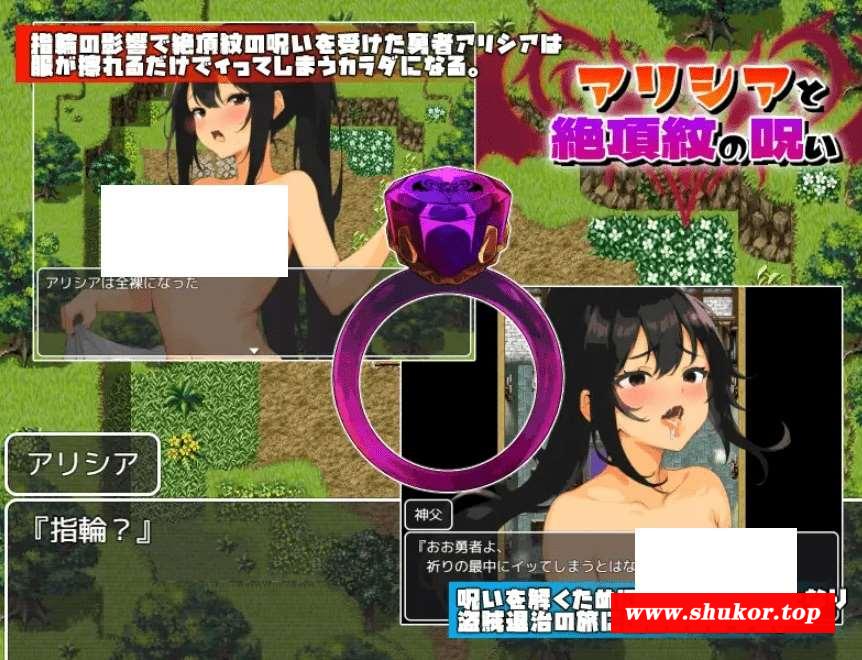 指輪の影響で絶頂紋の呪いを受けた勇者アリシアは
服が擦れるだけでイってしまうカラダになる。
アリシアと
絶頂紋の呪い
アリシアは全裸になった
アリシア
『指輪？』
神父
『おお勇者よ、
祈りの最中にイッてしまうとはな
呪いを解くため
盗賊退治の旅に
www.shukor.top